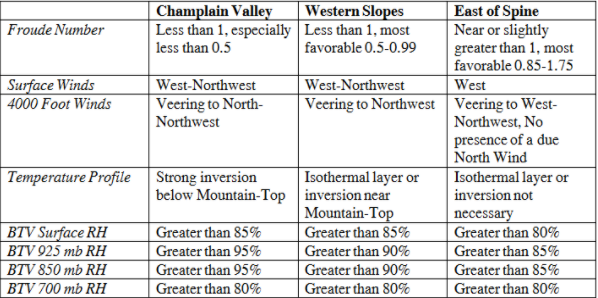 Champlain Valley Western Slopes East of Spine
Froude Number Less than 1, especially Less than 1, most Near or slightly
less than 0.5 favorable 0.5-0.99 greater than 1, most
favorable 0.85-1.75
Surface Winds West-Northwest West-Northwest West
4000 Foot Winds Veering to North- Veering to Northwest Veering to West-
Northwest Northwest, No
presence of a due
North Wind
Temperature Profile Strong inversion Isothermal layer or Isothermal layer or
below Mountain-Top inversion near inversion not
Mountain-Top necessary
BTV Surface RH Greater than 85% Greater than 85% Greater than 80%
BTV 925 mb RH Greater than 95% Greater than 90% Greater than 85%
BTV 850 mb RH Greater than 95% Greater than 90% Greater than 85%
BTV 700 mb RH Greater than 80% Greater than 80% Greater than 80%